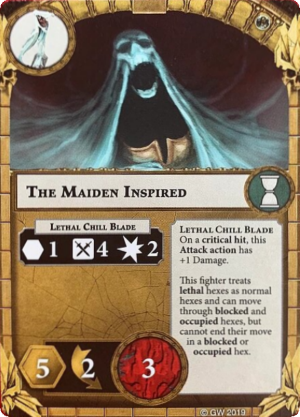 THE MAIDEN INSPIRED
LETHAL CHILL BLADE
1 4 2
LETHAL CHILL BLADE
On a critical hit, this
Attack action has
+1 Damage.
This fighter treats
lethal hexes as normal
hexes and can move
through blocked and
occupied hexes, but
cannot end their move
in a blocked or
occupied hex.
5 2 3
© GW 2019